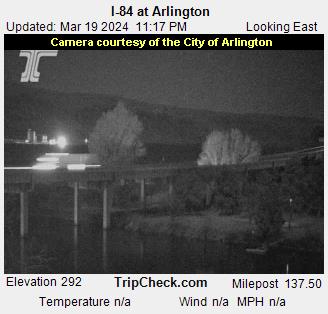 I-84 at Arlington
Updated: Mar 19 2024 11:17 PM Looking East
Camera courtesy of the City of Arlington
Elevation 292 TripCheck.com Milepost 137.50
Temperature n/a Wind n/a MPH n/a